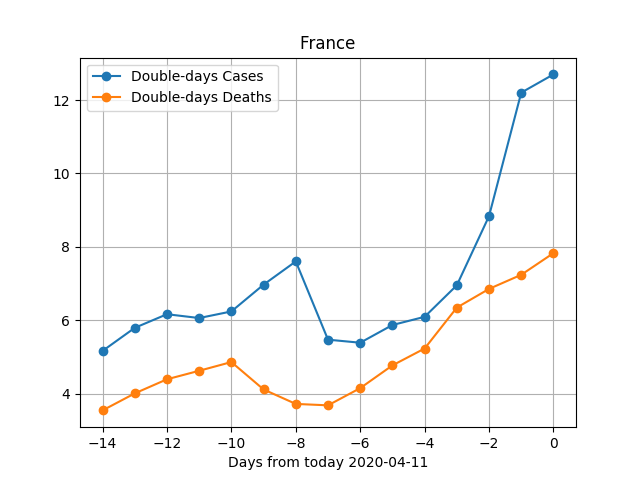 France
Double-days Cases
Double-days Deaths
12
10
8
6
4
−14 −12 −10 −8 −6 −4 −2 0
Days from today 2020-04-11